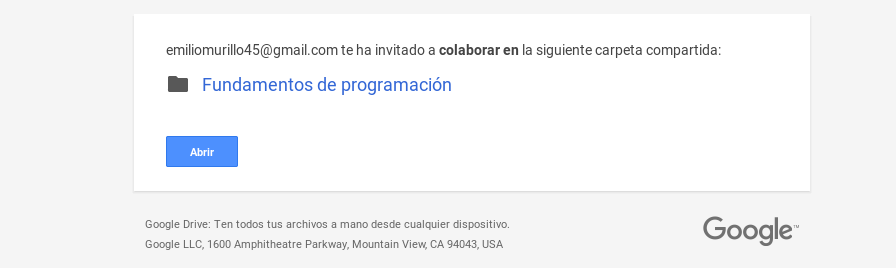 emiliomurillo45@gmail.com te ha invitado a colaborar en la siguiente carpeta compartida:
Fundamentos de programación
Abrir
Google Drive: Ten todos tus archivos a mano desde cualquier dispositivo.
Google LLC, 1600 Amphitheatre Parkway, Mountain View, CA 94043, USA
Google™